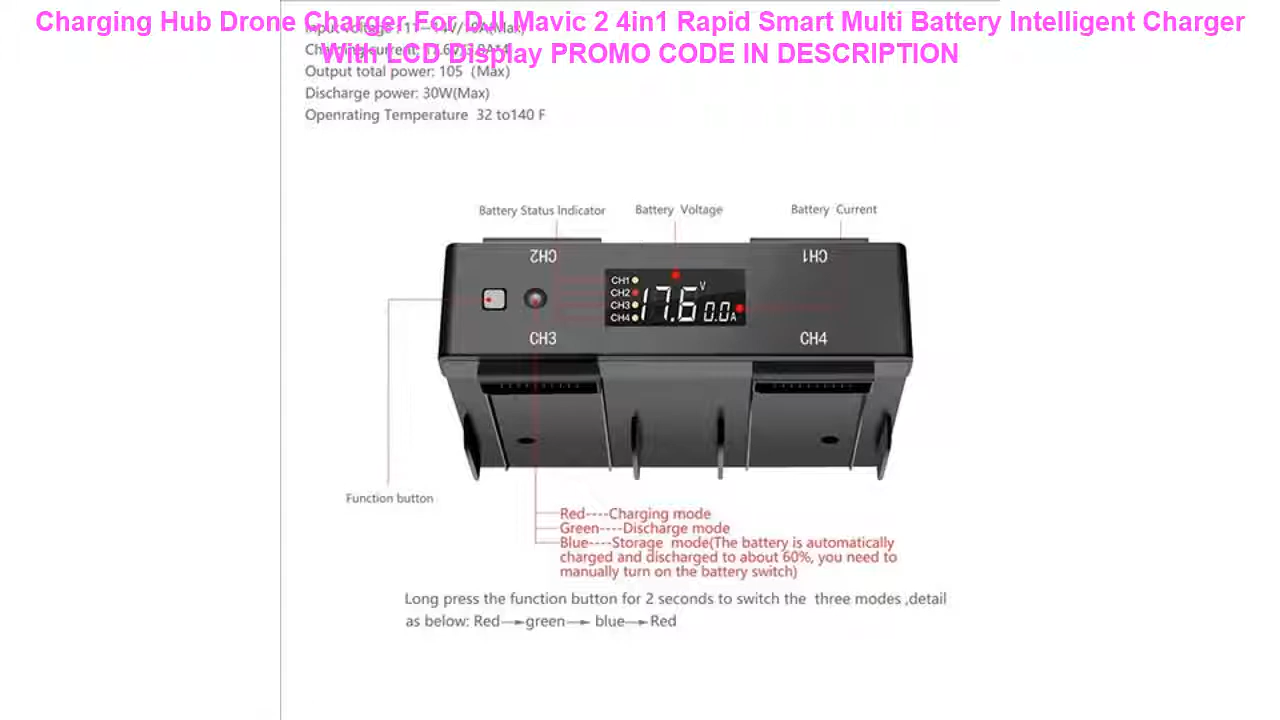 Charging Hub Drone Charger For DJI Mavic 2 4in1 Rapid Smart Multi Battery Intelligent Charger
With LCD Display PROMO CODE IN DESCRIPTION
Input voltage
Charging current:
Output total power: 105（Max)
Discharge power: 30W(Max)
Openrating Temperature 32 to140 F
Battery Status Indicator
Battery Voltage
Battery Current
CH2
CH1
CH1
CH2
CH3
CH4
17.6 V
0.0 A
CH3
CH4
Function button
Red----Charging mode
Green----Discharge mode
Blue----Storage mode(The battery is automatically
charged and discharged to about 60%, you need to
manually turn on the battery switch)
Long press the function button for 2 seconds to switch the three modes ,detail
as below: Red→green→ blue→Red